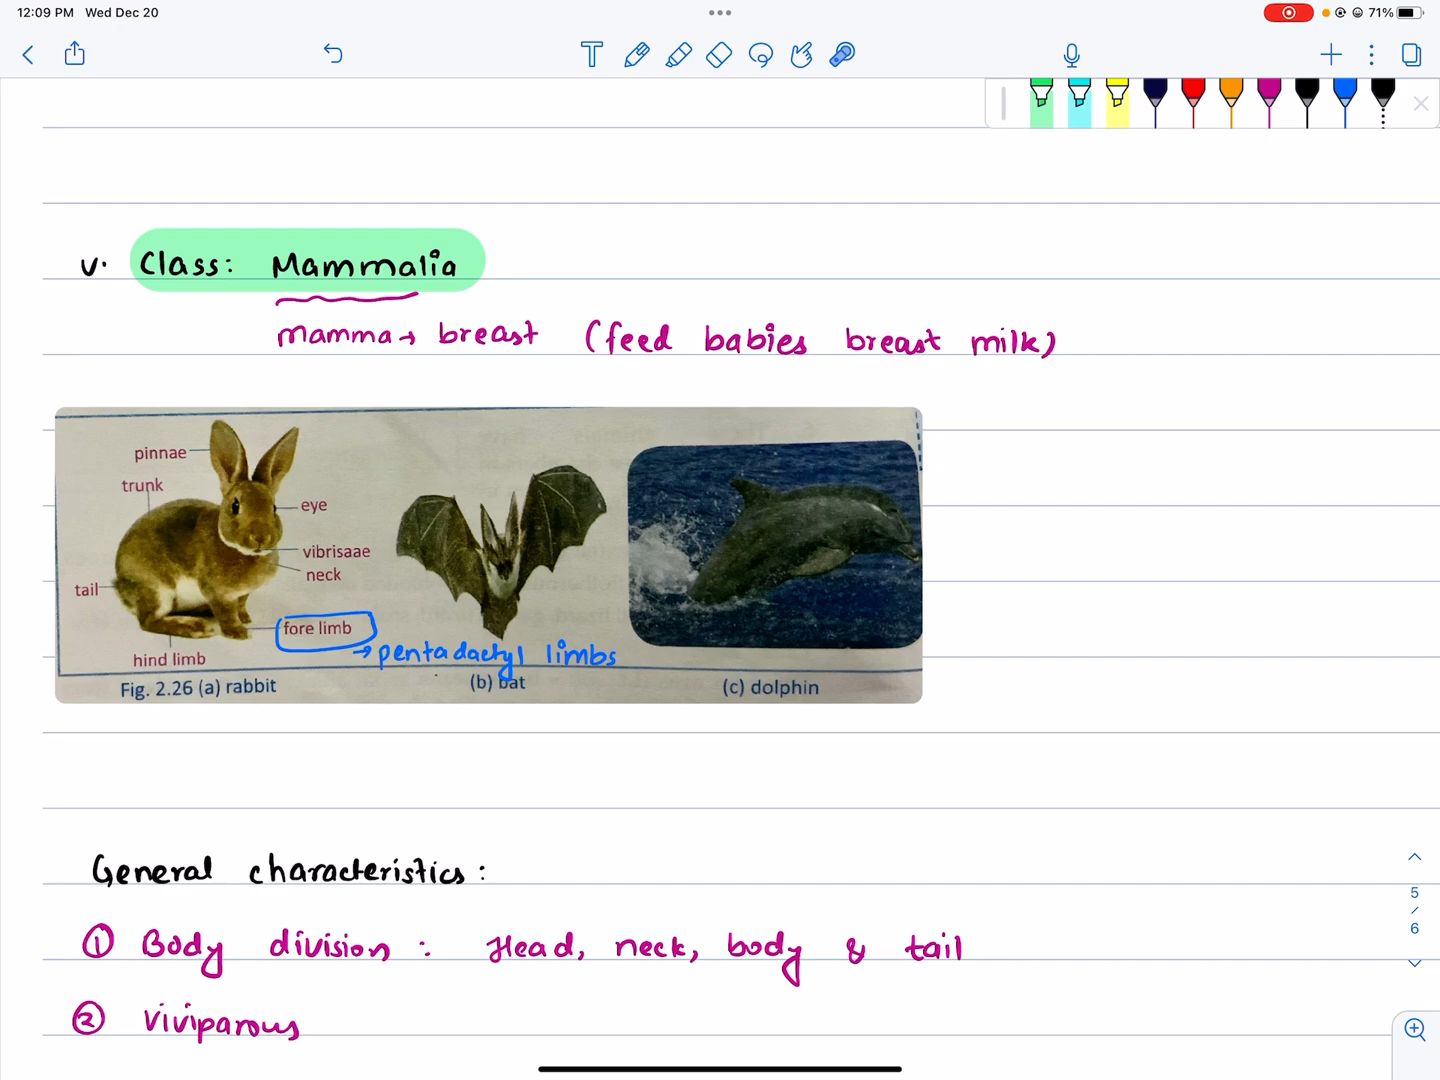 12:09 PM Wed Dec 20
71%
v. Class: Mammalia
mamma → breast (feed babies breast milk)
pinnae
trunk
eye
vibrisaae
neck
tail
fore limb
→ pentadactyl limbs
hind limb
Fig. 2.26 (a) rabbit
(b) bat
(c) dolphin
General characteristics:
① Body division : Head, neck, body & tail
② viviparous
5
/
6